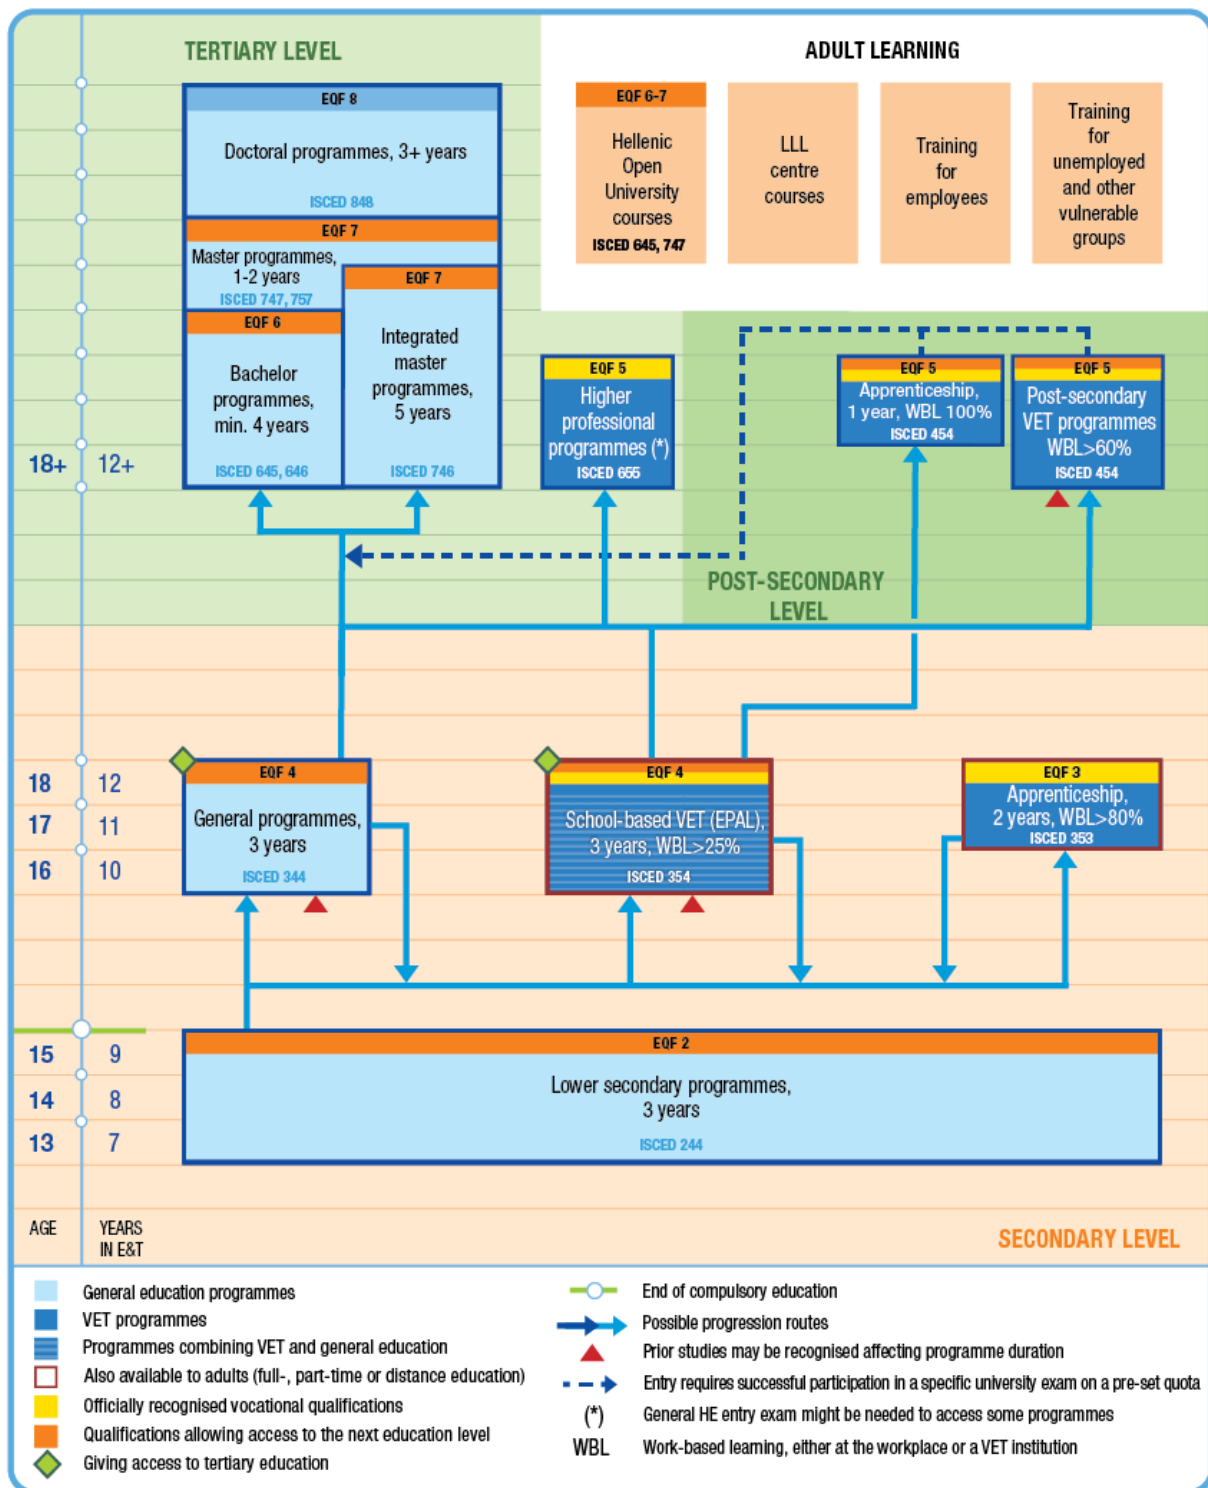 TERTIARY LEVEL
ADULT LEARNING
EQF 8
Doctoral programmes, 3+ years
ISCED 848
EQF 7
Master programmes,
1-2 years
ISCED 747, 757
EQF 7
Integrated
master
programmes,
5 years
ISCED 746
EQF 6
Bachelor
programmes,
min. 4 years
ISCED 645, 646
EQF 6-7
Hellenic
Open
University
courses
ISCED 645, 747
LLL
centre
courses
Training
for
employees
Training
for
unemployed
and other
vulnerable
groups
EQF 5
Higher
professional
programmes (*)
ISCED 655
EQF 5
Apprenticeship,
1 year, WBL 100%
ISCED 454
EQF 5
Post-secondary
VET programmes
WBL>60%
ISCED 454
18+ 12+
POST-SECONDARY
LEVEL
EQF 4
General programmes,
3 years
ISCED 344
EQF 4
School-based VET (EPAL),
3 years, WBL>25%
ISCED 354
EQF 3
Apprenticeship,
2 years, WBL>80%
ISCED 353
18 12
17 11
16 10
EQF 2
Lower secondary programmes,
3 years
ISCED 244
15 9
14 8
13 7
AGE
YEARS
IN E&T
SECONDARY LEVEL
General education programmes
VET programmes
Programmes combining VET and general education
Also available to adults (full-, part-time or distance education)
Officially recognised vocational qualifications
Qualifications allowing access to the next education level
Giving access to tertiary education
End of compulsory education
Possible progression routes
Prior studies may be recognised affecting programme duration
Entry requires successful participation in a specific university exam on a pre-set quota
(*) General HE entry exam might be needed to access some programmes
WBL Work-based learning, either at the workplace or a VET institution